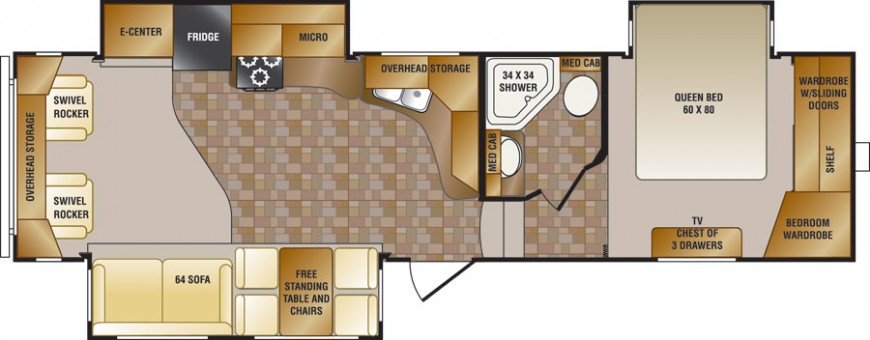 E-CENTER
FRIDGE
MICRO
OVERHEAD STORAGE
34 X 34
SHOWER
MED CAB
MED CAB
QUEEN BED
60 X 80
WARDROBE
W/SLIDING
DOORS
SHELF
SWIVEL
ROCKER
OVERHEAD STORAGE
SWIVEL
ROCKER
64 SOFA
FREE
STANDING
TABLE AND
CHAIRS
TV
CHEST OF
3 DRAWERS
BEDROOM
WARDROBE